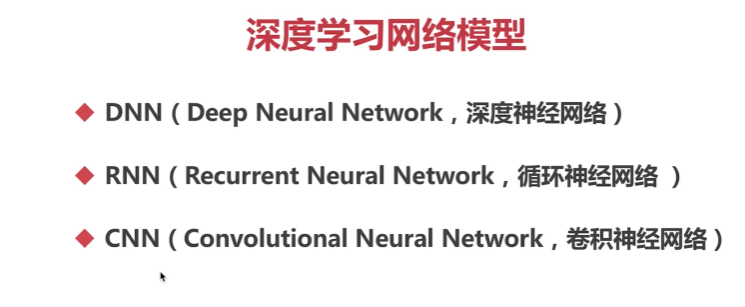 深度学习网络模型
DNN（Deep Neural Network，深度神经网络）
RNN（Recurrent Neural Network，循环神经网络 ）
CNN（Convolutional Neural Network，卷积神经网络）